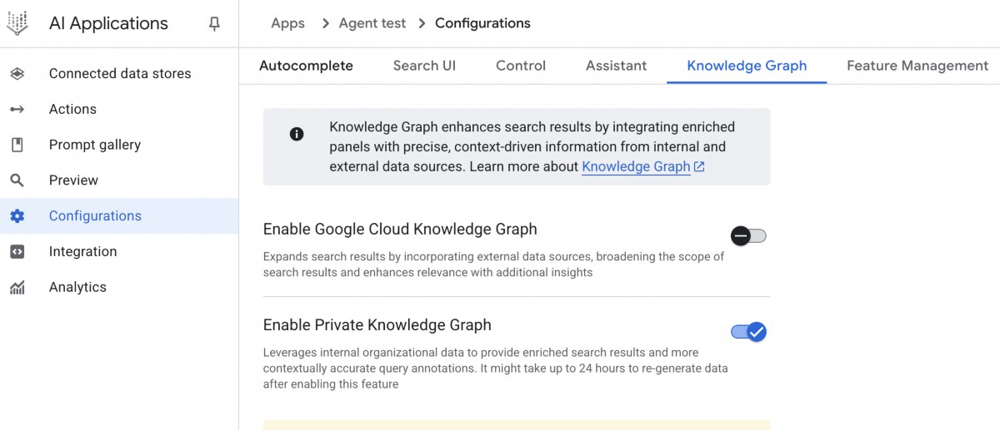 AI Applications
Apps > Agent test > Configurations
Connected data stores
Actions
Prompt gallery
Preview
Configurations
Integration
Analytics
Autocomplete Search UI Control Assistant Knowledge Graph Feature Management
Knowledge Graph enhances search results by integrating enriched
panels with precise, context-driven information from internal and
external data sources. Learn more about Knowledge Graph
Enable Google Cloud Knowledge Graph
Expands search results by incorporating external data sources, broadening the scope of
search results and enhances relevance with additional insights
Enable Private Knowledge Graph
Leverages internal organizational data to provide enriched search results and more
contextually accurate query annotations. It might take up to 24 hours to re-generate data
after enabling this feature